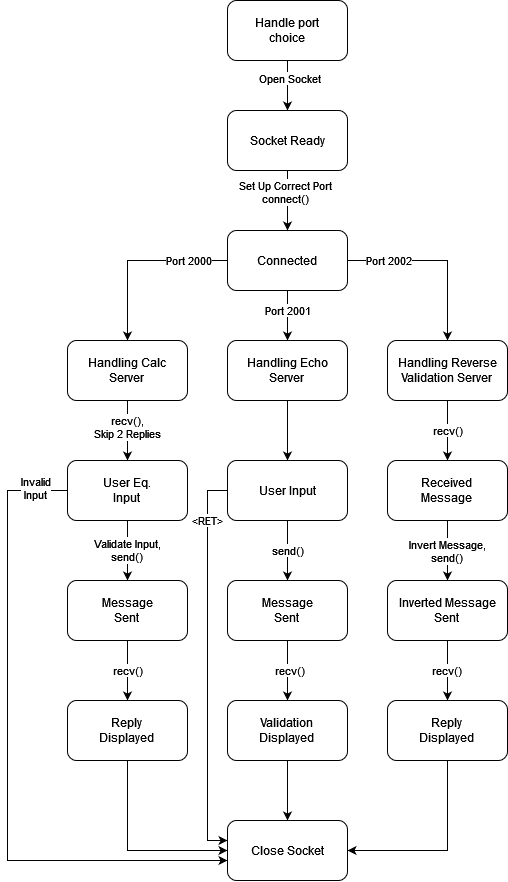 Handle port
choice
Open Socket
Socket Ready
Set Up Correct Port
connect()
Connected
Port 2000
Port 2002
Port 2001
Handling Calc
Server
Handling Echo
Server
Handling Reverse
Validation Server
recv(),
Skip 2 Replies
recv()
Invalid
Input
User Eq.
Input
User Input
Received
Message
<RET>
Validate Input,
send()
send()
Invert Message,
send()
Message
Sent
Message
Sent
Inverted Message
Sent
recv()
recv()
recv()
Reply
Displayed
Validation
Displayed
Reply
Displayed
Close Socket